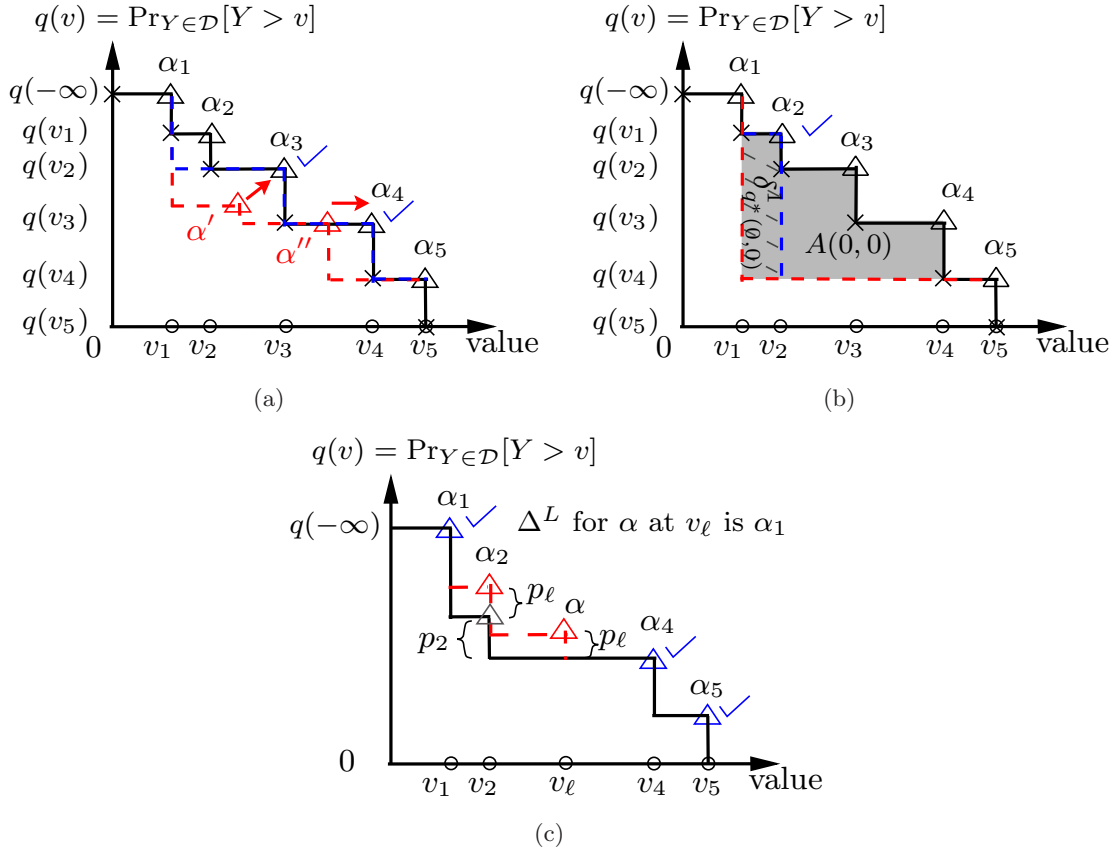 q(v) = Pr_{Y∈𝒟}[Y > v]
α₁
q(−∞)
α₂
q(v₁)
α₃
q(v₂)
α₄
q(v₃)
α′
α′′
α₅
q(v₄)
q(v₅)
0
v₁ v₂ v₃ v₄ v₅ value
(a)
q(v) = Pr_{Y∈𝒟}[Y > v]
α₁
q(−∞)
α₂
q(v₁)
α₃
q(v₂)
α₄
q(v₃)
A(0, 0)
α₅
q(v₄)
q(v₅)
0
v₁ v₂ v₃ v₄ v₅ value
(b)
q(v) = Pr_{Y∈𝒟}[Y > v]
α₁
q(−∞)
Δᴸ for α at v_ℓ is α₁
α₂
p_ℓ
α
p₂
p_ℓ
α₄
α₅
0
v₁ v₂ v_ℓ v₄ v₅ value
(c)